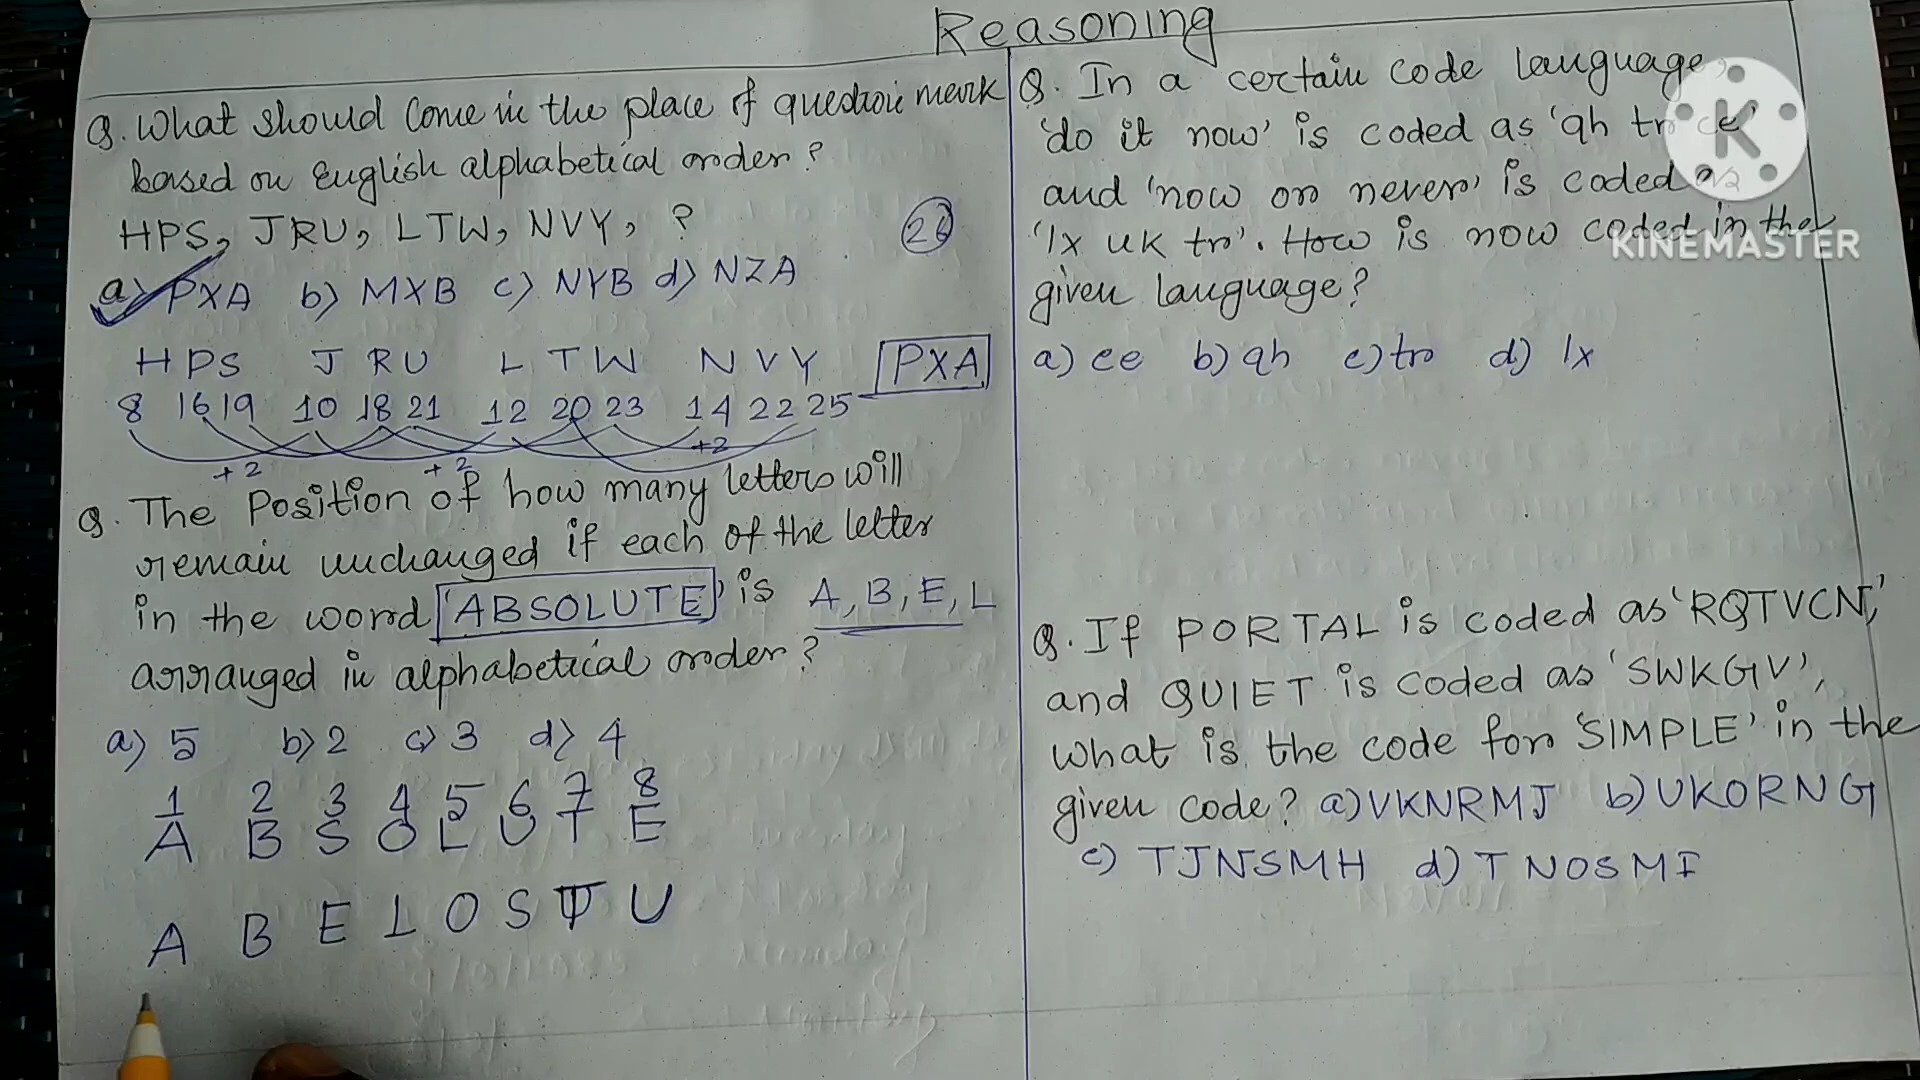 Reasoning
Q. What should come in the place of question mark
based on English alphabetical order?
HPS, JRU, LTW, NVY, ?
26
a) PXA b) MXB c) NYB d) NZA
H P S J R U L T W N V Y PXA
8 16 19 10 18 21 12 20 23 14 22 25
+2 +2 +2
Q. The Position of how many letters will
remain unchanged if each of the letter
in the word 'ABSOLUTE' is A, B, E, L
arranged in alphabetical order?
a) 5 b) 2 c) 3 d) 4
1 2 3 4 5 6 7 8
A B S O L U T E
A B E L O S T U
Q. In a certain code language,
'do it now' is coded as 'qh tr ce'
and 'now or never' is coded as
'lx uk tr'. How is now coded in the
given language?
a) ce b) qh c) tr d) lx
Q. If PORTAL is coded as 'RQTVCN,'
and QUIET is coded as 'SWKGV',
what is the code for 'SIMPLE' in the
given code? a) VKNRMJ b) UKORNG
c) TJNSMH d) TNOSMI
K
KINEMASTER